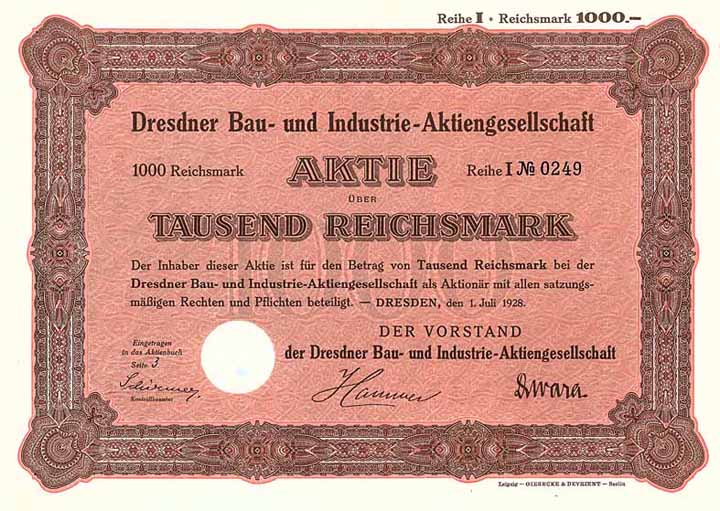 Reihe I • Reichsmark 1000.—
Dresdner Bau- und Industrie-Aktiengesellschaft
1000 Reichsmark AKTIE Reihe I № 0249
ÜBER
TAUSEND REICHSMARK
Der Inhaber dieser Aktie ist für den Betrag von Tausend Reichsmark bei der
Dresdner Bau- und Industrie-Aktiengesellschaft als Aktionär mit allen satzungs-
mäßigen Rechten und Pflichten beteiligt. — DRESDEN, den 1. Juli 1928.
Eingetragen
in das Aktienbuch
Seite 3
Kontrollbeamter
DER VORSTAND
der Dresdner Bau- und Industrie-Aktiengesellschaft
Leipzig — GIESECKE & DEVRIENT — Berlin